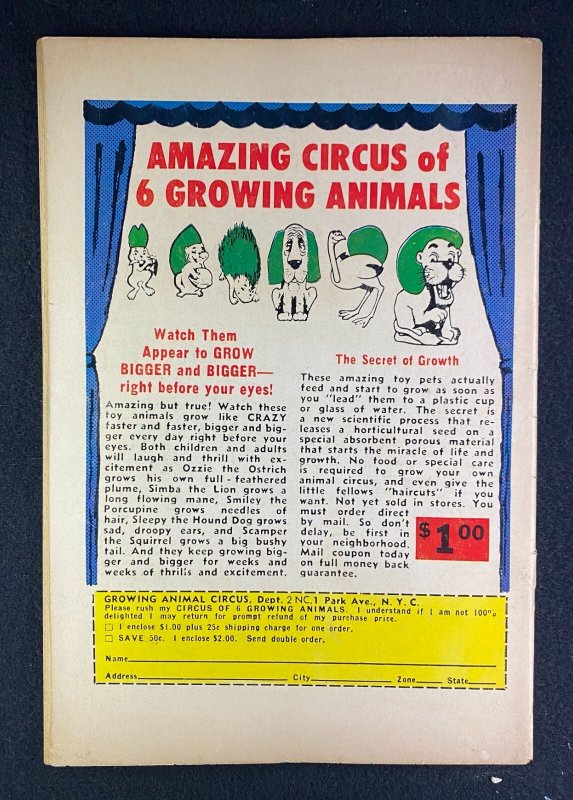 AMAZING CIRCUS of
6 GROWING ANIMALS
Watch Them
Appear to GROW
BIGGER and BIGGER—
right before your eyes!
Amazing but true! Watch these
toy animals grow like CRAZY
faster and faster, bigger and big-
ger every day right before your
eyes. Both children and adults
will laugh and thrill with ex-
citement as Ozzie the Ostrich
grows his own full-feathered
plume, Simba the Lion grows a
long flowing mane, Smiley the
Porcupine grows needles of
hair, Sleepy the Hound Dog grows
sad, droopy ears, and Scamper
the Squirrel grows a big bushy
tail. And they keep growing big-
ger and bigger for weeks and
weeks of thrills and excitement.
The Secret of Growth
These amazing toy pets actually
feed and start to grow as soon as
you "lead" them to a plastic cup
or glass of water. The secret is
a new scientific process that re-
leases a horticultural seed on a
special absorbent porous material
that starts the miracle of life and
growth. No food or special care
is required to grow your own
animal circus, and even give the
little fellows "haircuts" if you
want. Not yet sold in stores. You
must order direct
by mail. So don't
delay, be first in
your neighborhood.
Mail coupon today
on full money back
guarantee.
$1 00
GROWING ANIMAL CIRCUS, Dept. 2 NC,1 Park Ave., N. Y. C.
Please rush my CIRCUS OF 6 GROWING ANIMALS. I understand if I am not 100%
delighted I may return for prompt refund of my purchase price.
☐ I enclose $1.00 plus 25c shipping charge for one order.
☐ SAVE 50c. I enclose $2.00. Send double order.
Name
Address City Zone State